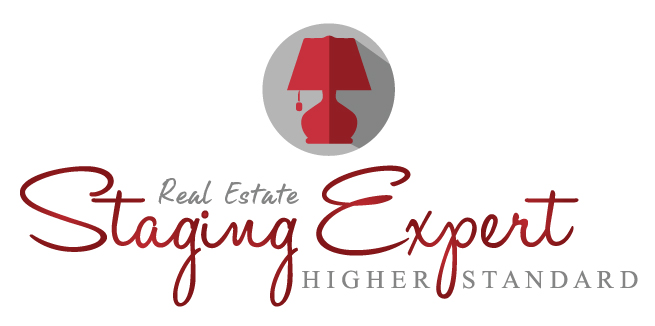 Real Estate
Staging Expert
HIGHER STANDARD